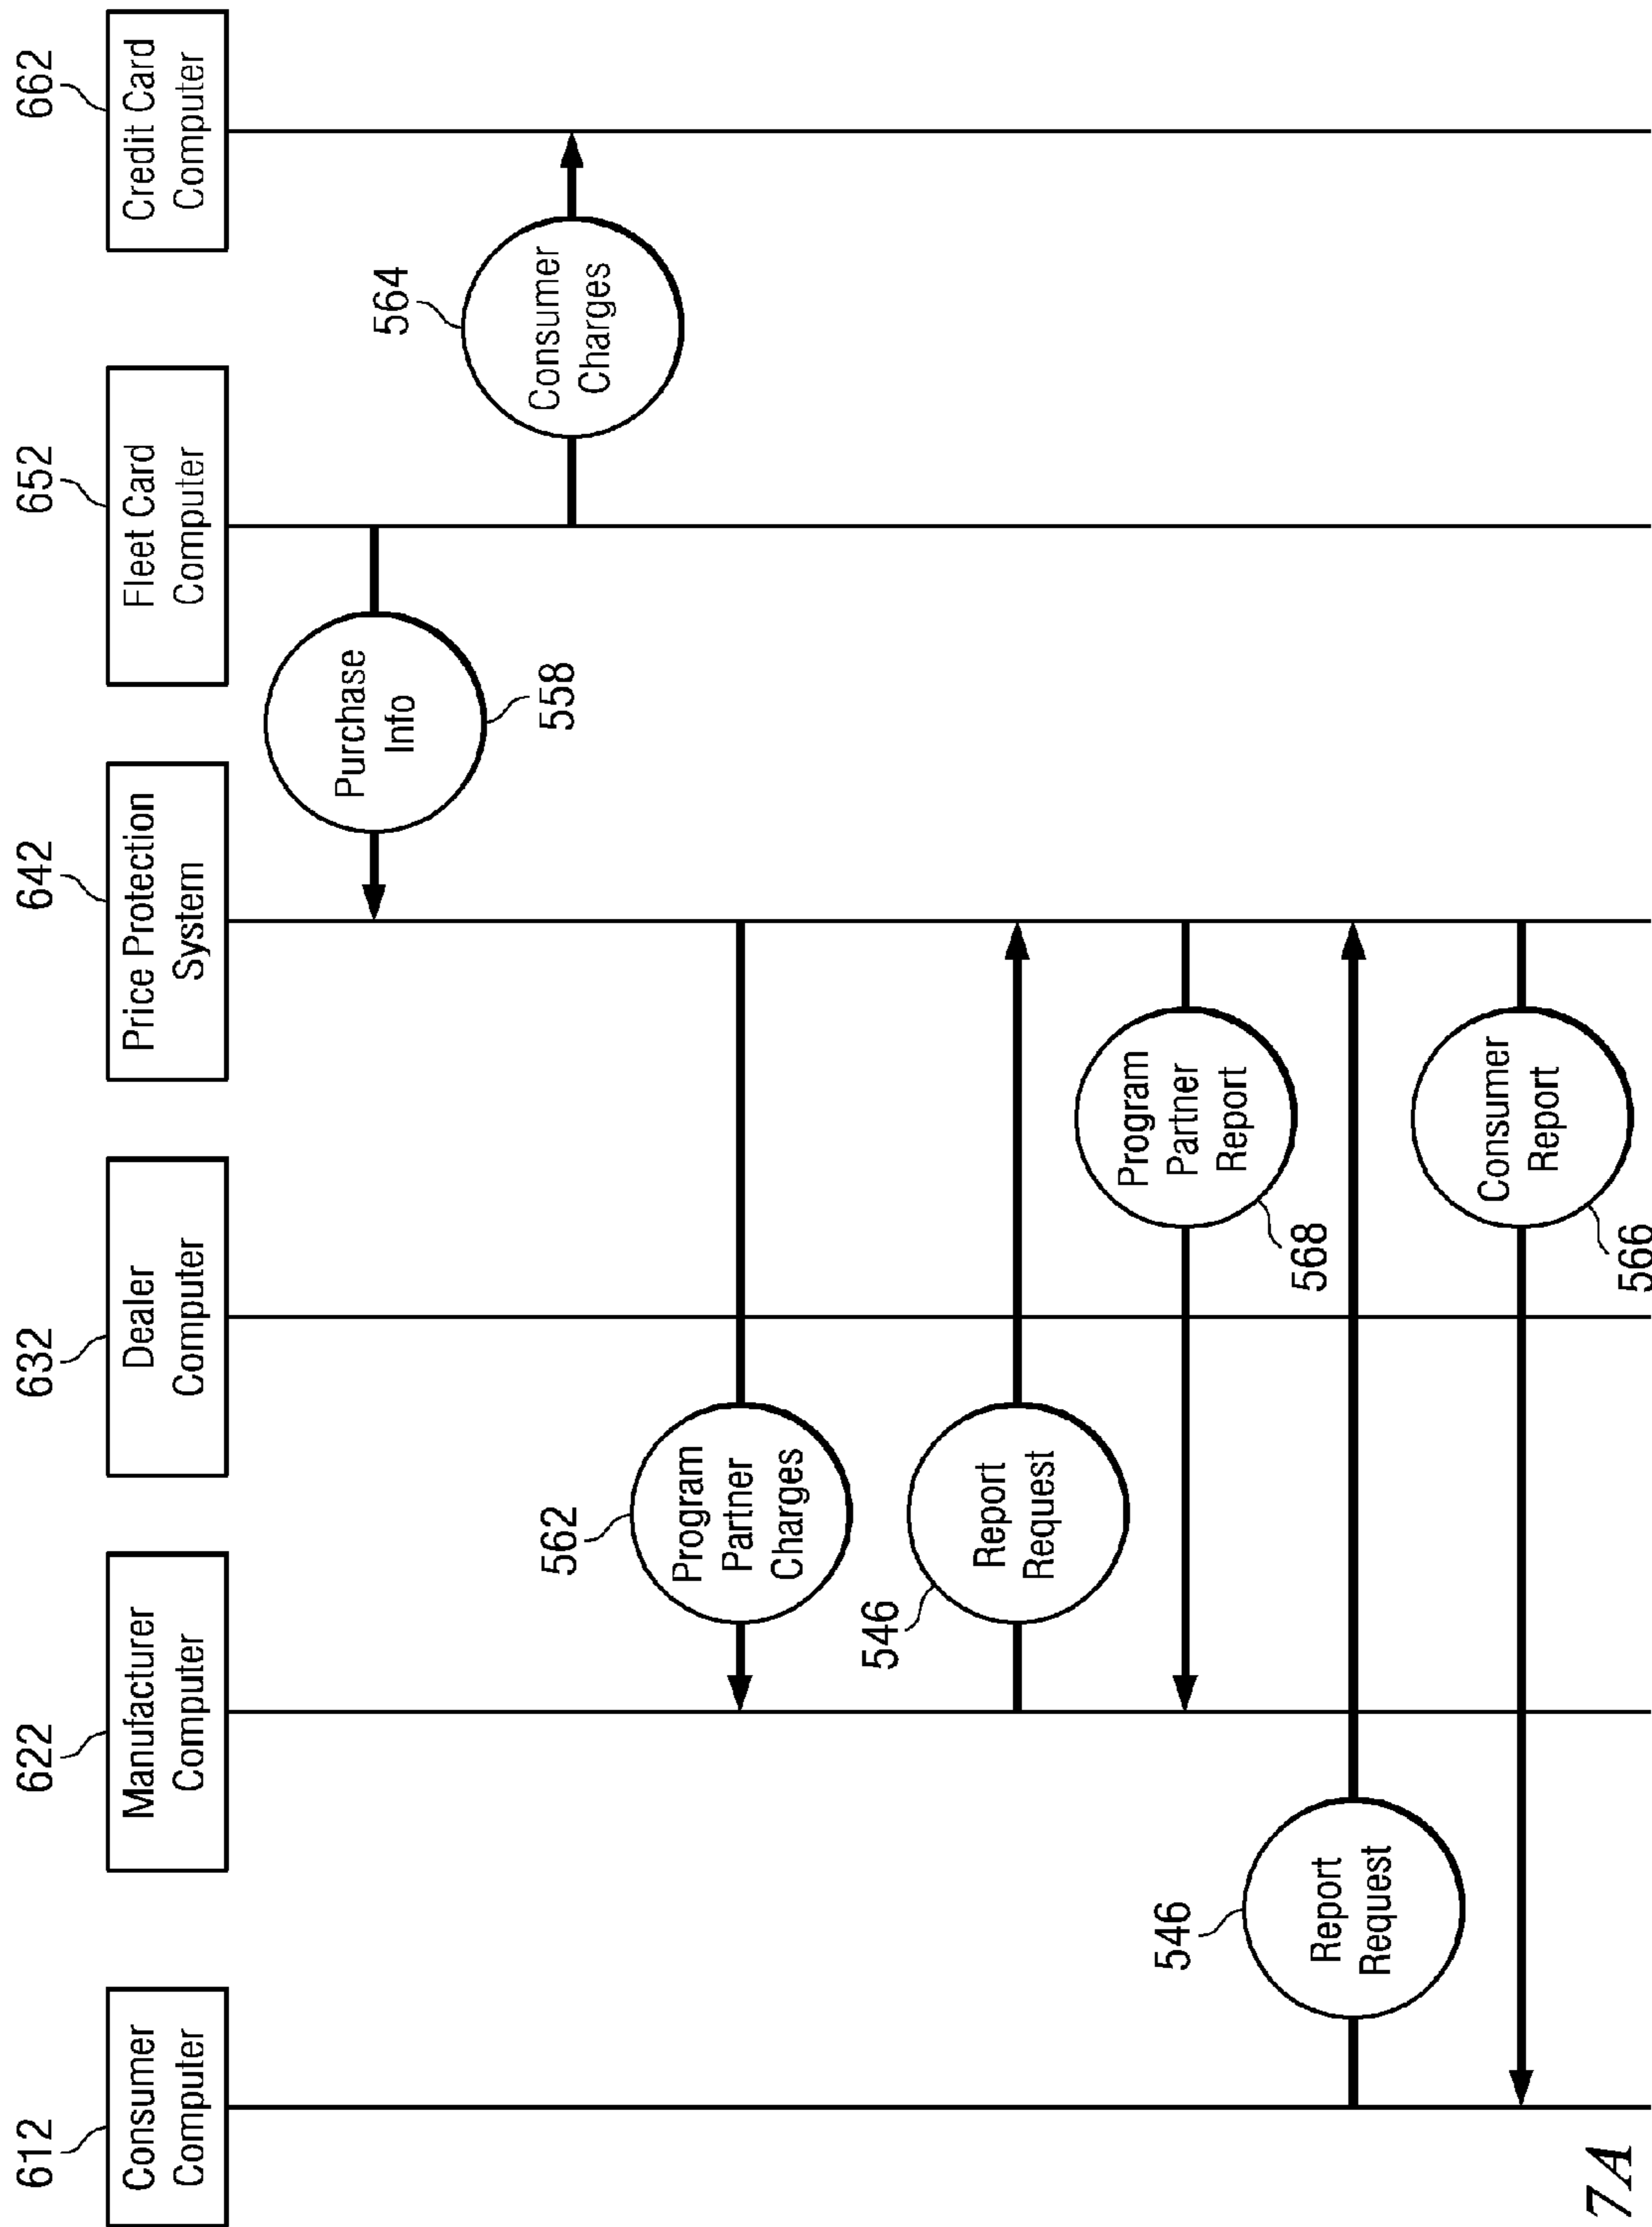 612
622
632
642
652
662
Consumer
Computer
Manufacturer
Computer
Dealer
Computer
Price Protection
System
Fleet Card
Computer
Credit Card
Computer
Purchase
Info
558
564
Consumer
Charges
562
Program
Partner
Charges
546
Report
Request
Program
Partner
Report
568
546
Report
Request
Consumer
Report
566
7A